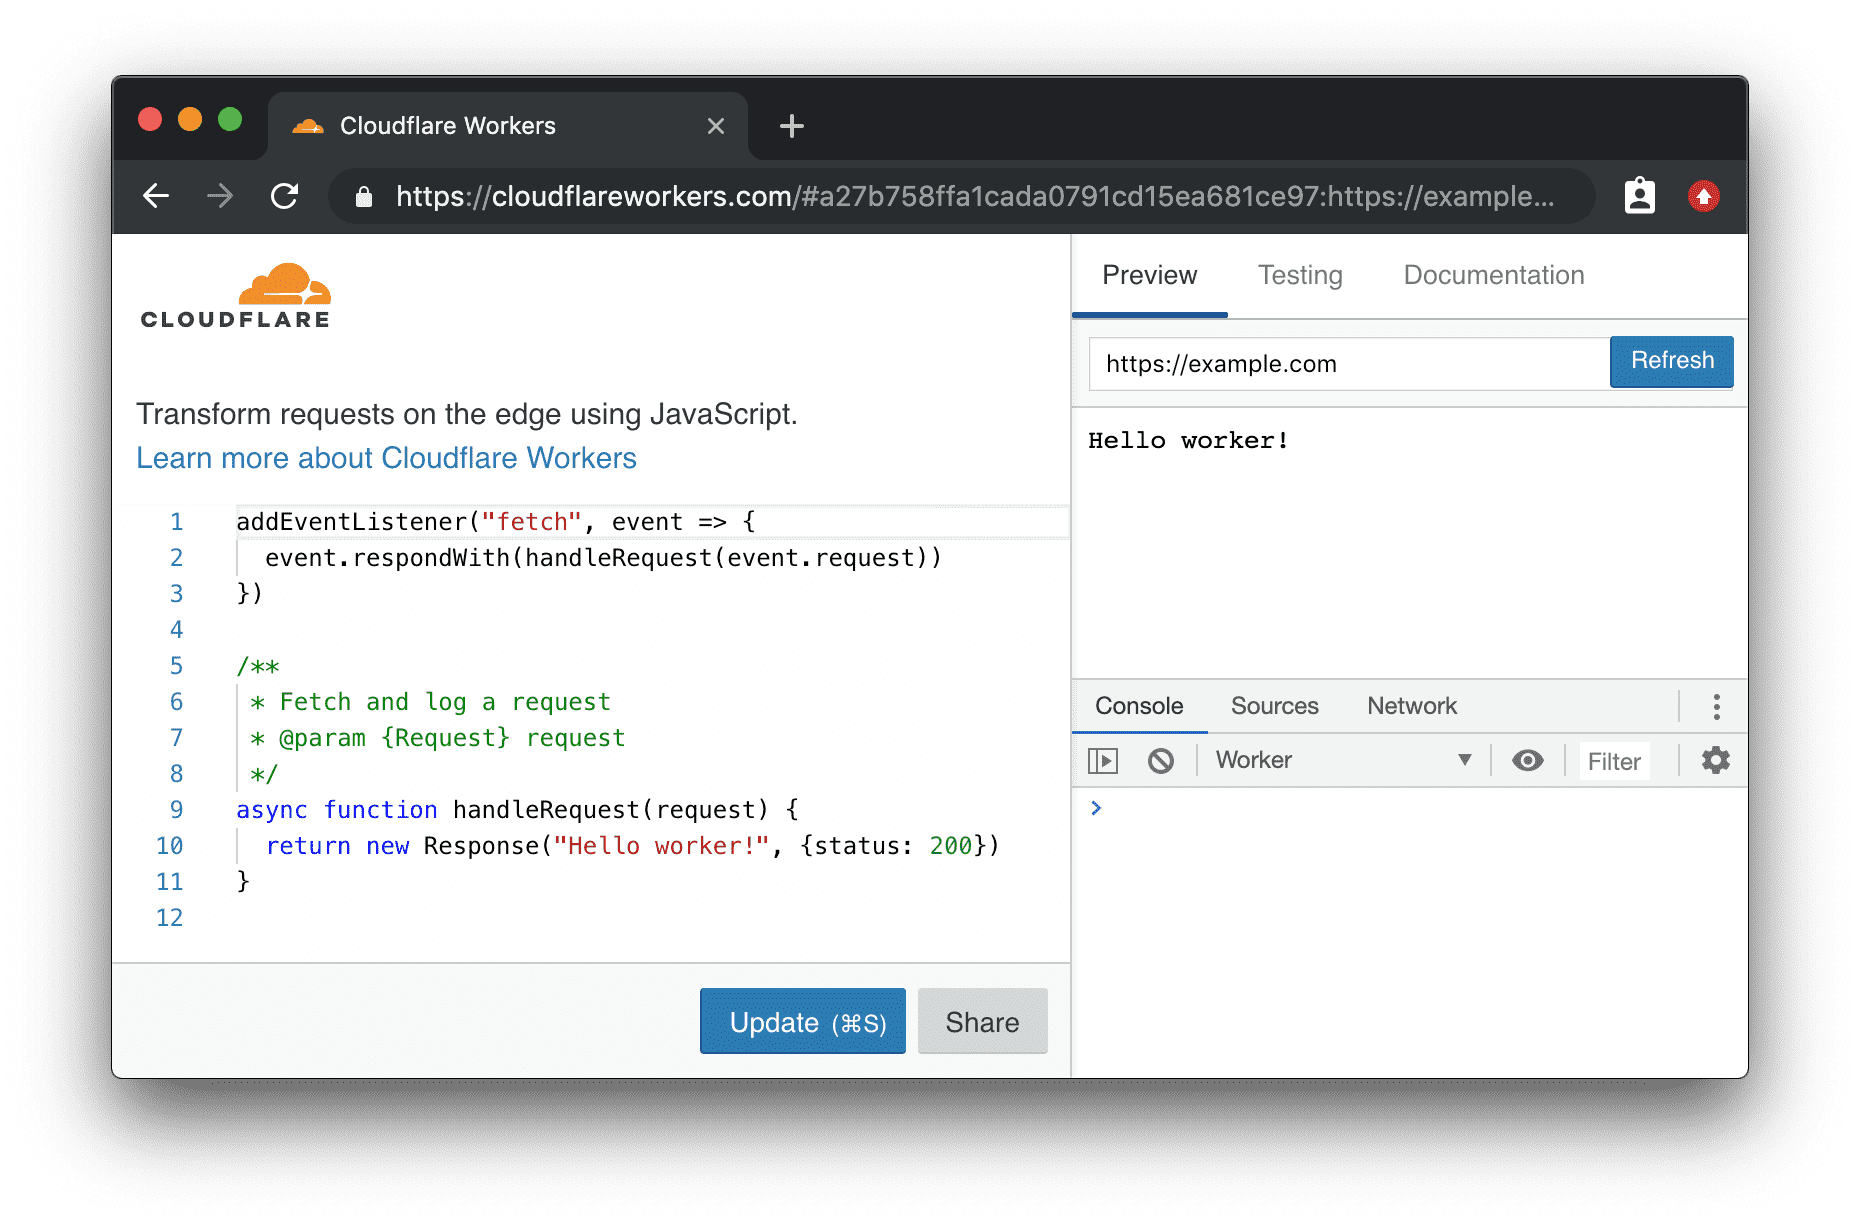 Cloudflare Workers
https://cloudflareworkers.com/#a27b758ffa1cada0791cd15ea681ce97:https://example...
CLOUDFLARE
Transform requests on the edge using JavaScript.
Learn more about Cloudflare Workers
1 addEventListener("fetch", event => {
2   event.respondWith(handleRequest(event.request))
3 })
4
5 /**
6  * Fetch and log a request
7  * @param {Request} request
8  */
9 async function handleRequest(request) {
10   return new Response("Hello worker!", {status: 200})
11 }
12
Update (⌘S) Share
Preview Testing Documentation
https://example.com Refresh
Hello worker!
Console Sources Network
Worker ▼ Filter
>